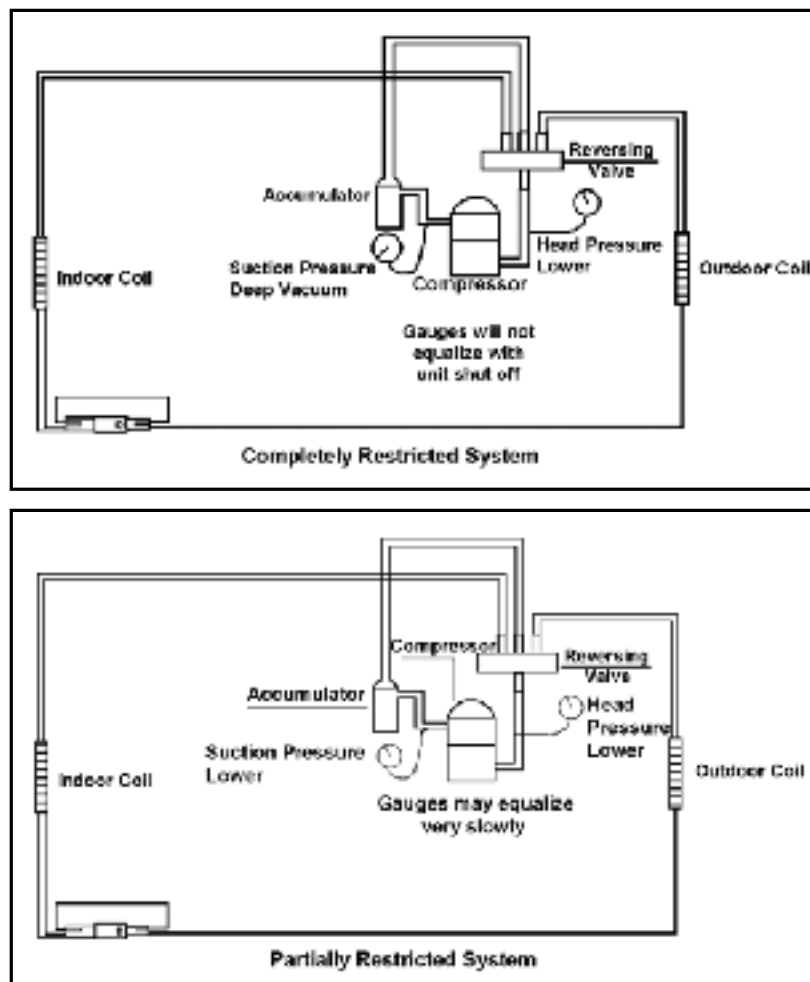 Reversing
Valve
Accumulator
Head Pressure
Lower
Suction Pressure
Deep Vacuum
Indoor Coil
Outdoor Coil
Compressor
Gauges will not
equalize with
unit shut off
Completely Restricted System
Compressor
Reversing
Valve
Accumulator
Head
Pressure
Lower
Suction Pressure
Lower
Indoor Coil
Outdoor Coil
Gauges may equalize
very slowly
Partially Restricted System